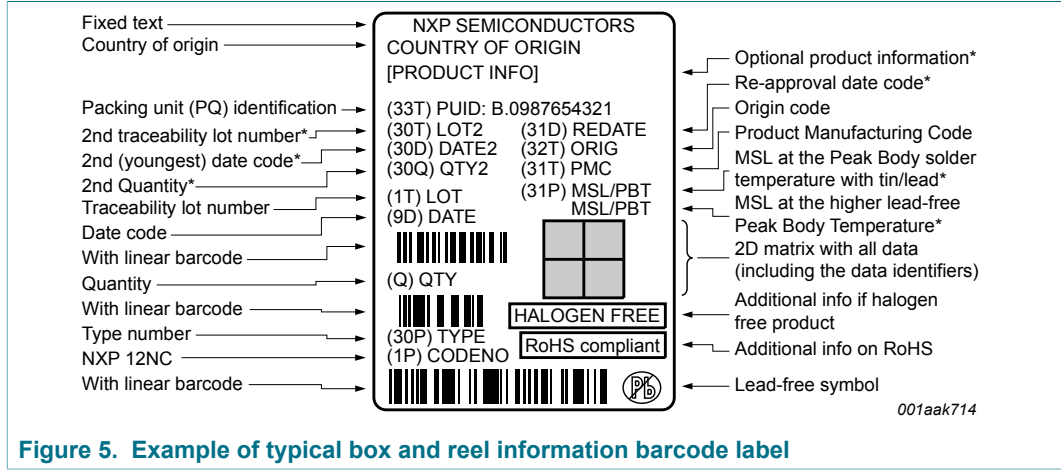 Fixed text
Country of origin
Packing unit (PQ) identification
2nd traceability lot number*
2nd (youngest) date code*
2nd Quantity*
Traceability lot number
Date code
With linear barcode
Quantity
With linear barcode
Type number
NXP 12NC
With linear barcode
NXP SEMICONDUCTORS
COUNTRY OF ORIGIN
[PRODUCT INFO]
(33T) PUID: B.0987654321
(30T) LOT2 (31D) REDATE
(30D) DATE2 (32T) ORIG
(30Q) QTY2 (31T) PMC
(31P) MSL/PBT
(1T) LOT MSL/PBT
(9D) DATE
(Q) QTY
HALOGEN FREE
(30P) TYPE RoHS compliant
(1P) CODENO
Pb
Optional product information*
Re-approval date code*
Origin code
Product Manufacturing Code
MSL at the Peak Body solder
temperature with tin/lead*
MSL at the higher lead-free
Peak Body Temperature*
2D matrix with all data
(including the data identifiers)
Additional info if halogen
free product
Additional info on RoHS
Lead-free symbol
001aak714
Figure 5. Example of typical box and reel information barcode label